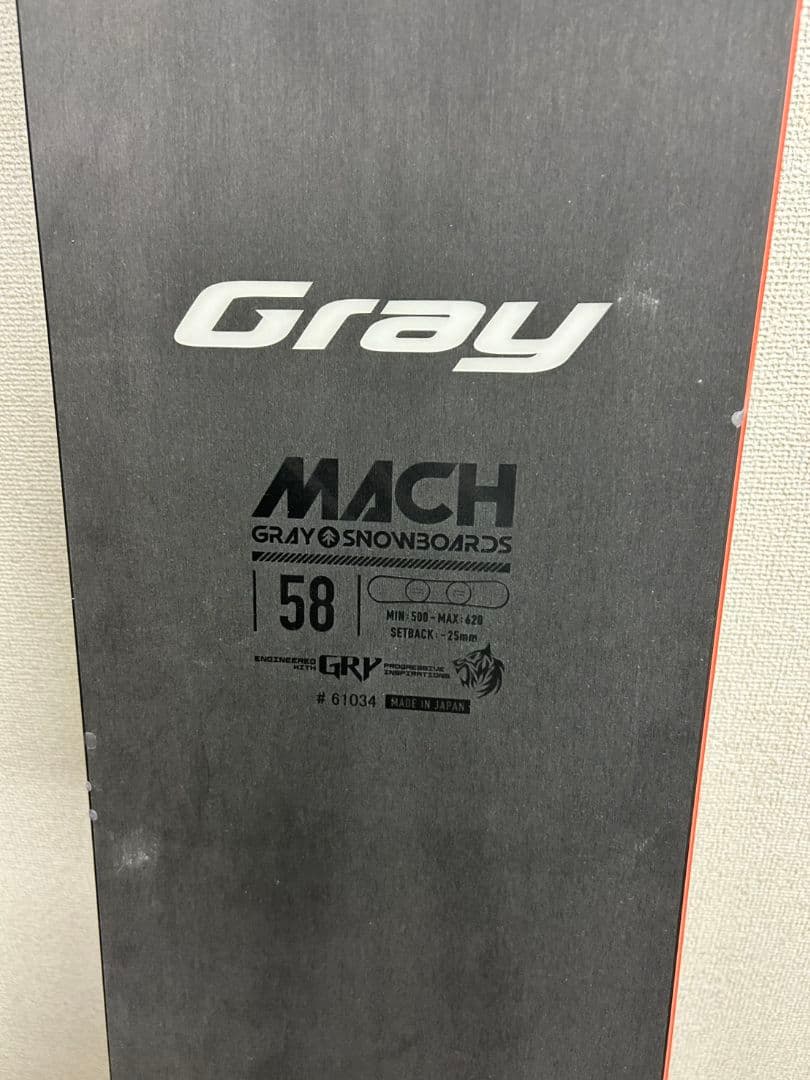 Gray
MACH
GRAY SNOWBOARDS
58
MIN:500-MAX:620
SETBACK:-25mm
ENGINEERED WITH GRY PROGRESSIVE INSPIRATIONS
# 61034 MADE IN JAPAN